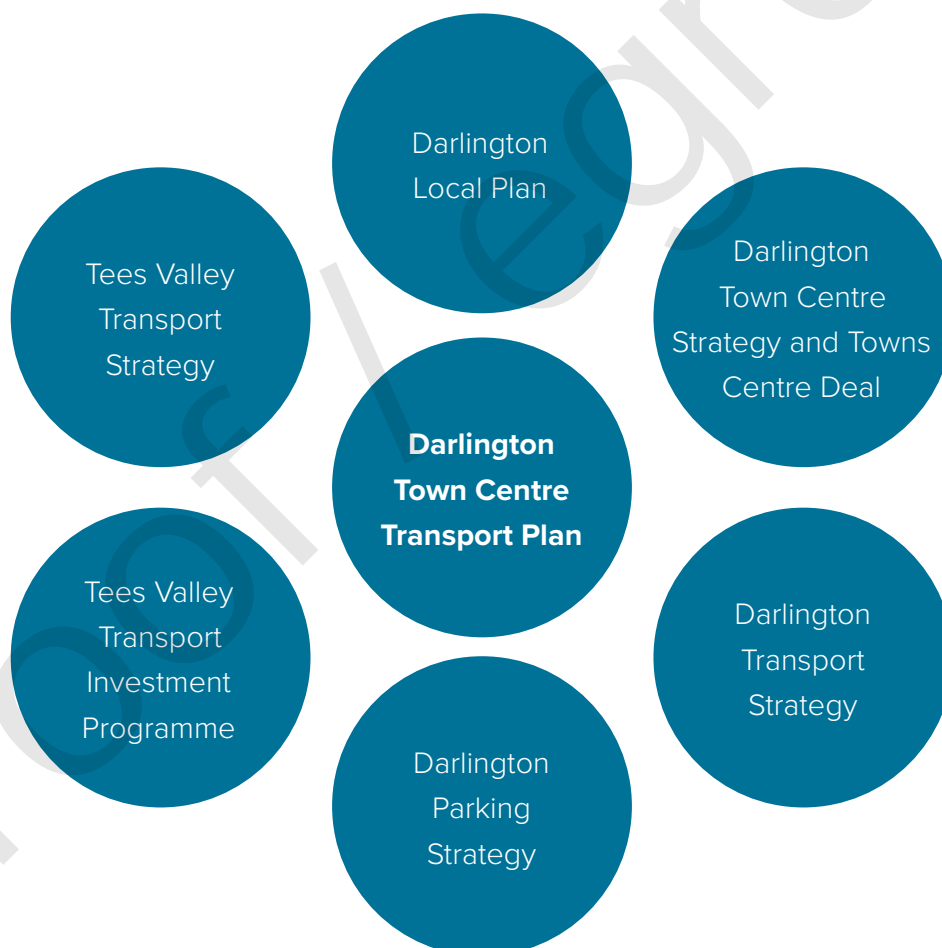 Darlington
Local Plan
Tees Valley
Transport
Strategy
Darlington
Town Centre
Strategy and Towns
Centre Deal
Darlington
Town Centre
Transport Plan
Tees Valley
Transport
Investment
Programme
Darlington
Transport
Strategy
Darlington
Parking
Strategy